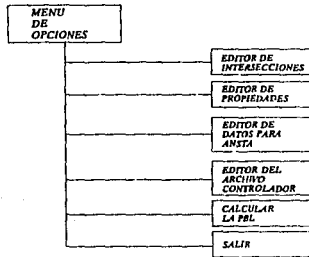 MENU
DE
OPCIONES
EDITOR DE
INTERSECCIONES
EDITOR DE
PROPIEDADES
EDITOR DE
DATOS PARA
ANSTA
EDITOR DEL
ARCHIVO
CONTROLADOR
CALCULAR
LA PBL
SALIR